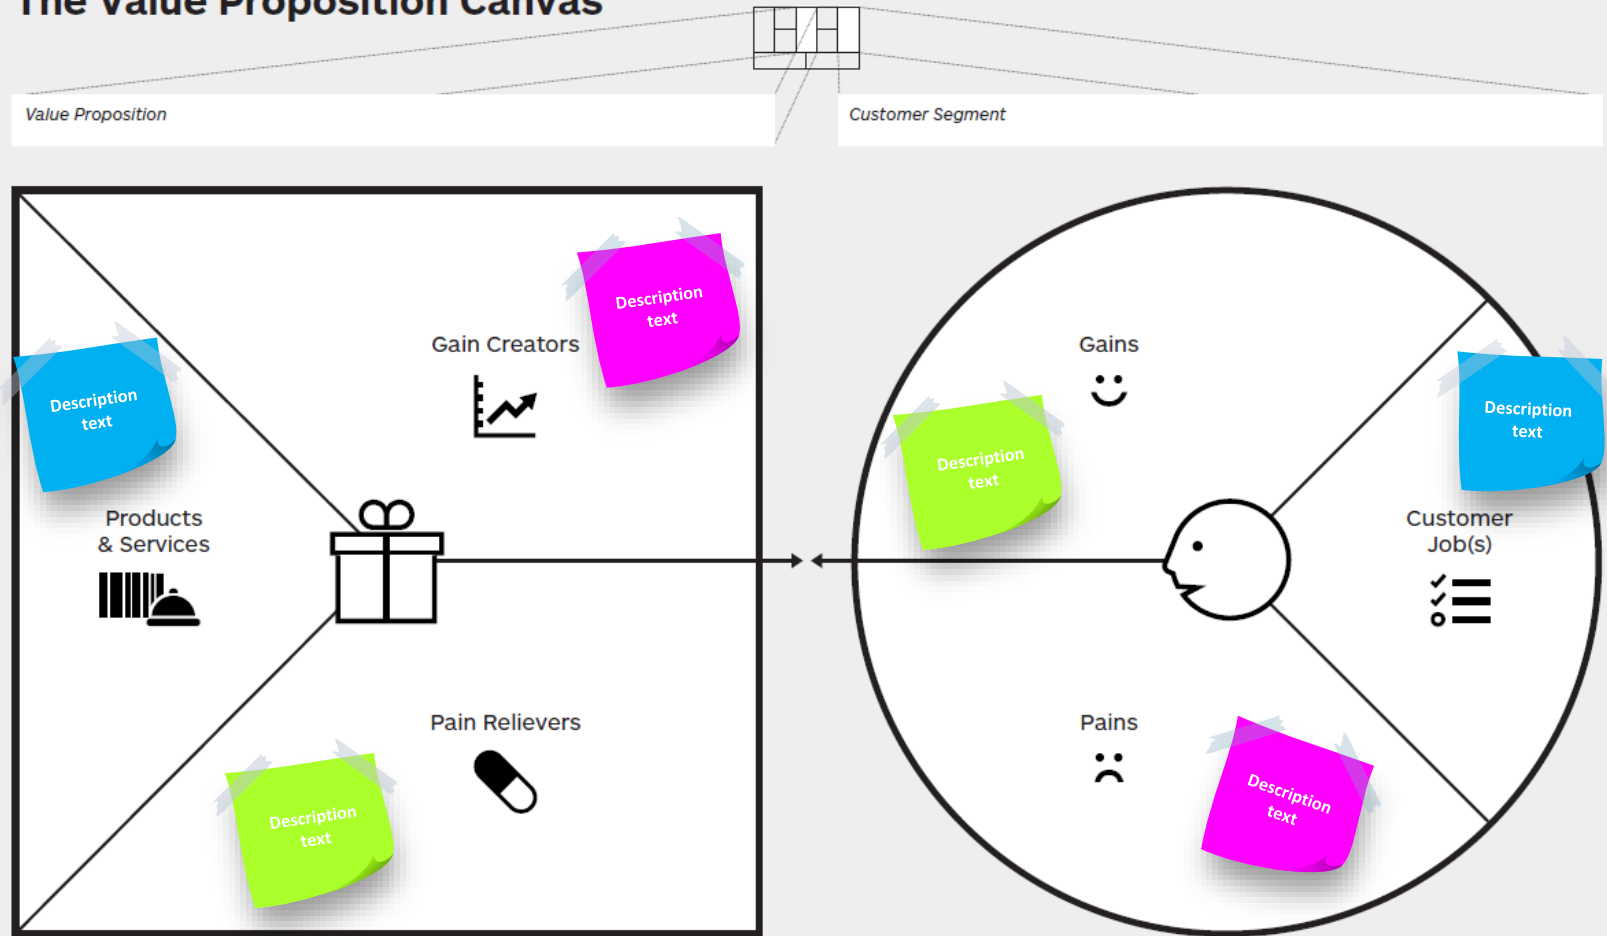 The Value Proposition Canvas
Value Proposition
Customer Segment
Gain Creators
Description
text
Products
& Services
Description
text
Pain Relievers
Description
text
Gains
Description
text
Customer
Job(s)
Description
text
Pains
Description
text